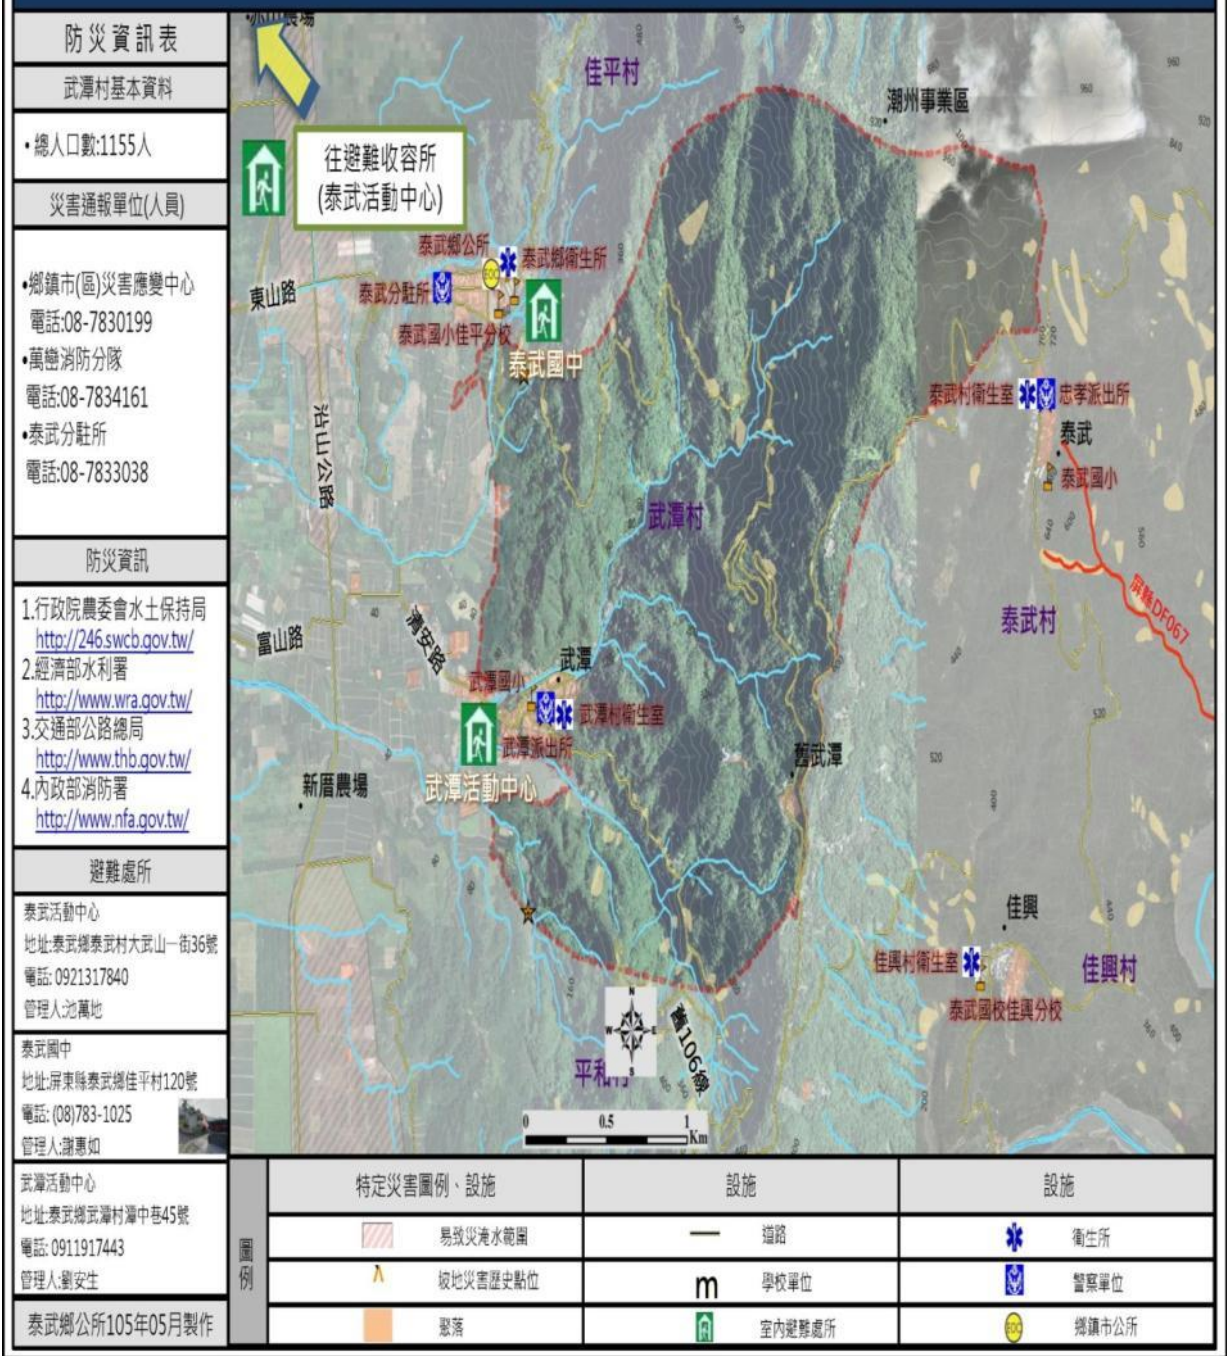 防災資訊表
武潭村基本資料
•總人口數:1155人
災害通報單位(人員)
•鄉鎮市(區)災害應變中心
電話:08-7830199
•萬巒消防分隊
電話:08-7834161
•泰武分駐所
電話:08-7833038
防災資訊
1.行政院農委會水土保持局
http://246.swcb.gov.tw/
2.經濟部水利署
http://www.wra.gov.tw/
3.交通部公路總局
http://www.thb.gov.tw/
4.內政部消防署
http://www.nfa.gov.tw/
避難處所
泰武活動中心
地址:泰武鄉泰武村大武山一街36號
電話: 0921317840
管理人:池萬地
泰武國中
地址:屏東縣泰武鄉佳平村120號
電話: (08)783-1025
管理人:謝惠如
武潭活動中心
地址:泰武鄉武潭村潭中巷45號
電話: 0911917443
管理人:劉安生
泰武鄉公所105年05月製作
佳平村
潮州事業區
往避難收容所
(泰武活動中心)
泰武鄉公所
泰武鄉衛生所
EOC
泰武分駐所
東山路
泰武國小佳平分校
泰武國中
沿山公路
泰武村衛生室
忠孝派出所
泰武
泰武國小
武潭村
屏縣DF067
泰武村
富山路
滿安路
武潭
武潭國小
武潭村衛生室
武潭派出所
武潭活動中心
舊武潭
新厝農場
佳興
佳興村衛生室
佳興村
泰武國校佳興分校
舊106線
平和村
N
W
E
S
0
0.5
1
Km
圖例
特定災害圖例、設施
設施
設施
易致災淹水範圍
道路
衛生所
坡地災害歷史點位
m
學校單位
警察單位
聚落
室內避難處所
EOC
鄉鎮市公所